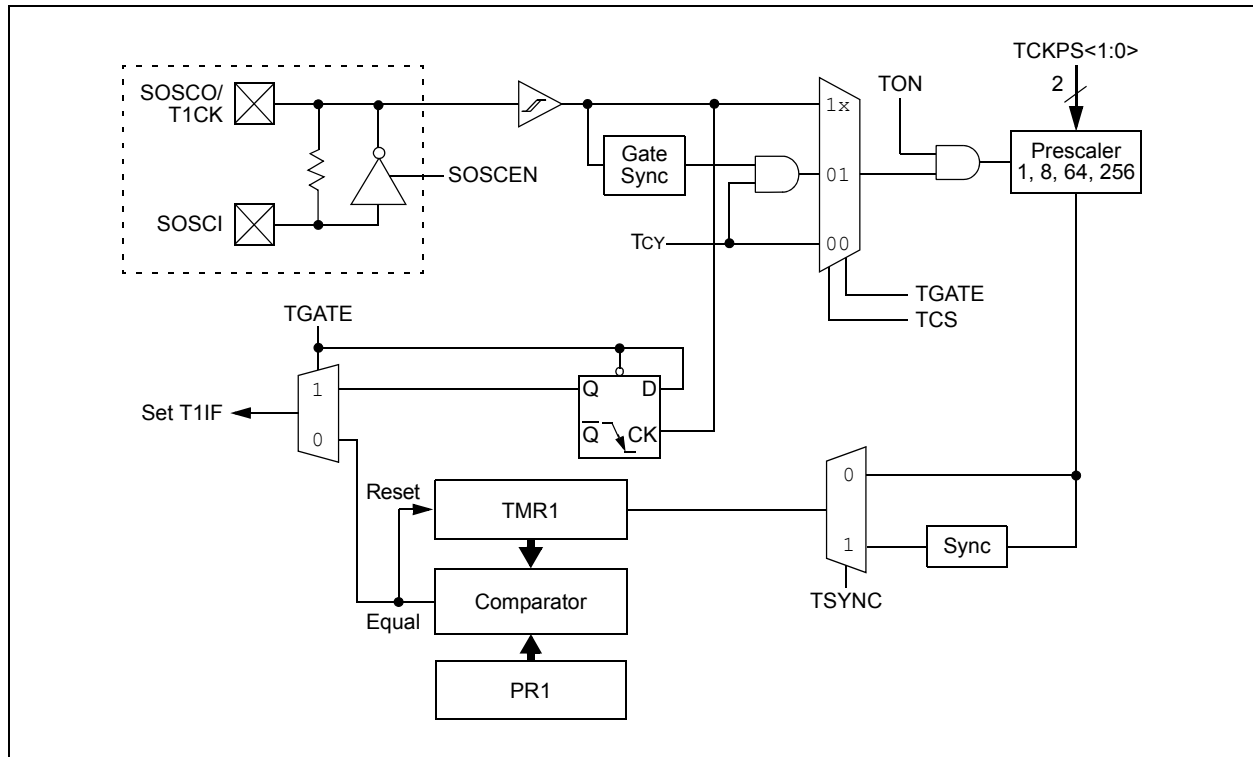 TCKPS<1:0>
SOSCO/
T1CK
TON
2
1x
Prescaler
1, 8, 64, 256
Gate
Sync
SOSCEN
01
SOSCI
TCY
00
TGATE
TCS
TGATE
1
Q D
Set T1IF
Q CK
0
0
Reset
TMR1
1
Sync
Comparator
TSYNC
Equal
PR1